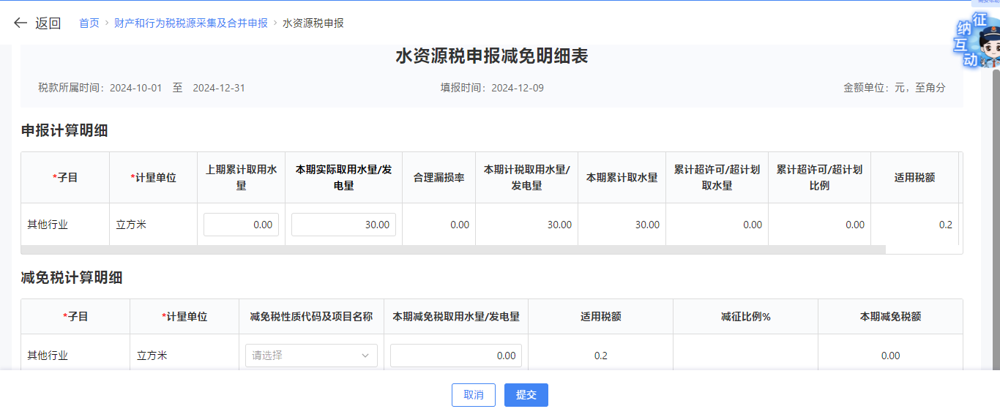 返回 首页 > 财产和行为税税源采集及合并申报 > 水资源税申报
征
纳
互
动
水资源税申报减免明细表
税款所属时间：2024-10-01 至 2024-12-31 填报时间：2024-12-09 金额单位：元，至角分
申报计算明细
*子目 *计量单位 上期累计取用水量 本期实际取用水量/发电量 合理漏损率 本期计税取用水量/发电量 本期累计取水量 累计超许可/超计划取水量 累计超许可/超计划比例 适用税额
其他行业 立方米 0.00 30.00 0.00 30.00 30.00 0.00 0.00 0.2
减免税计算明细
*子目 *计量单位 减免税性质代码及项目名称 本期减免税取用水量/发电量 适用税额 减征比例% 本期减免税额
其他行业 立方米 请选择 0.00 0.2 0.00
取消 提交